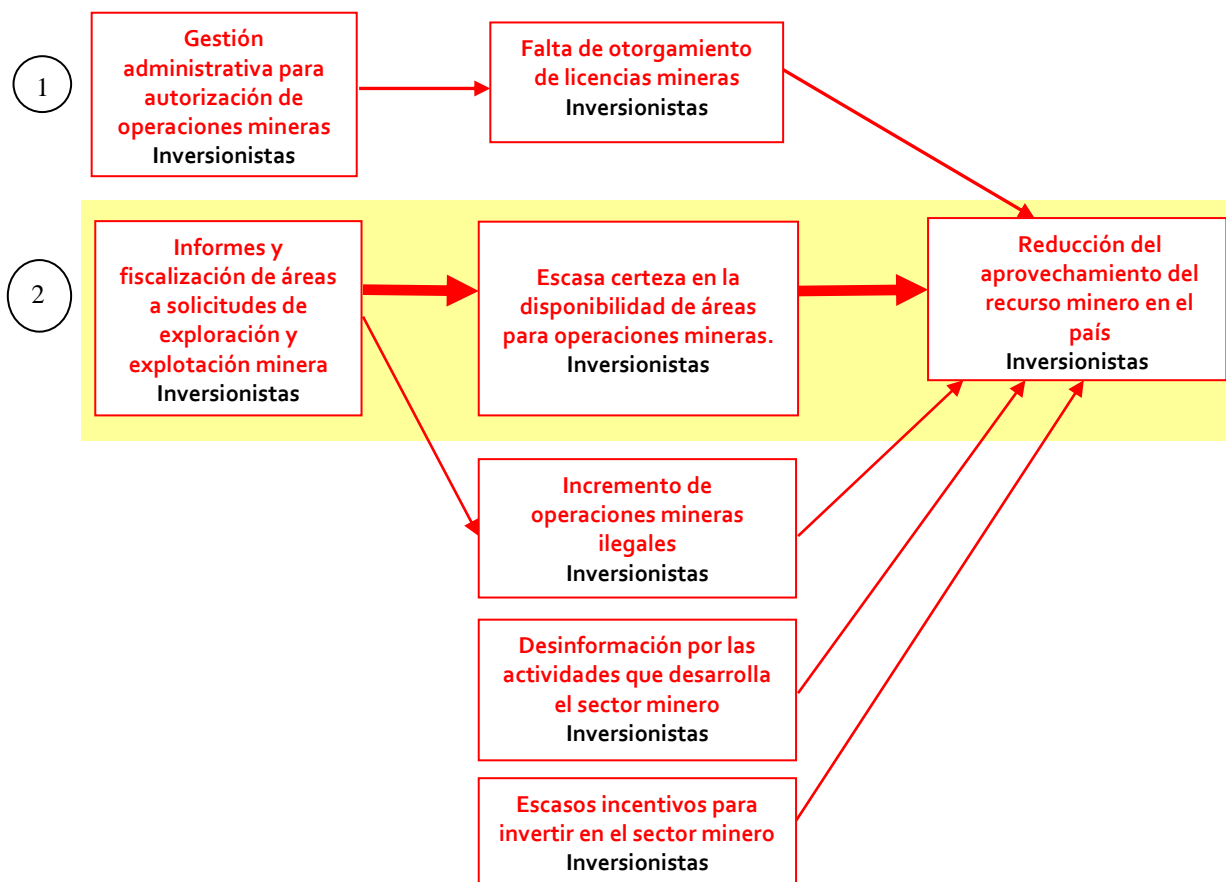 1
Gestión
administrativa para
autorización de
operaciones mineras
Inversionistas
Falta de otorgamiento
de licencias mineras
Inversionistas
2
Informes y
fiscalización de áreas
a solicitudes de
exploración y
explotación minera
Inversionistas
Escasa certeza en la
disponibilidad de áreas
para operaciones mineras.
Inversionistas
Reducción del
aprovechamiento del
recurso minero en el
país
Inversionistas
Incremento de
operaciones mineras
ilegales
Inversionistas
Desinformación por las
actividades que desarrolla
el sector minero
Inversionistas
Escasos incentivos para
invertir en el sector minero
Inversionistas